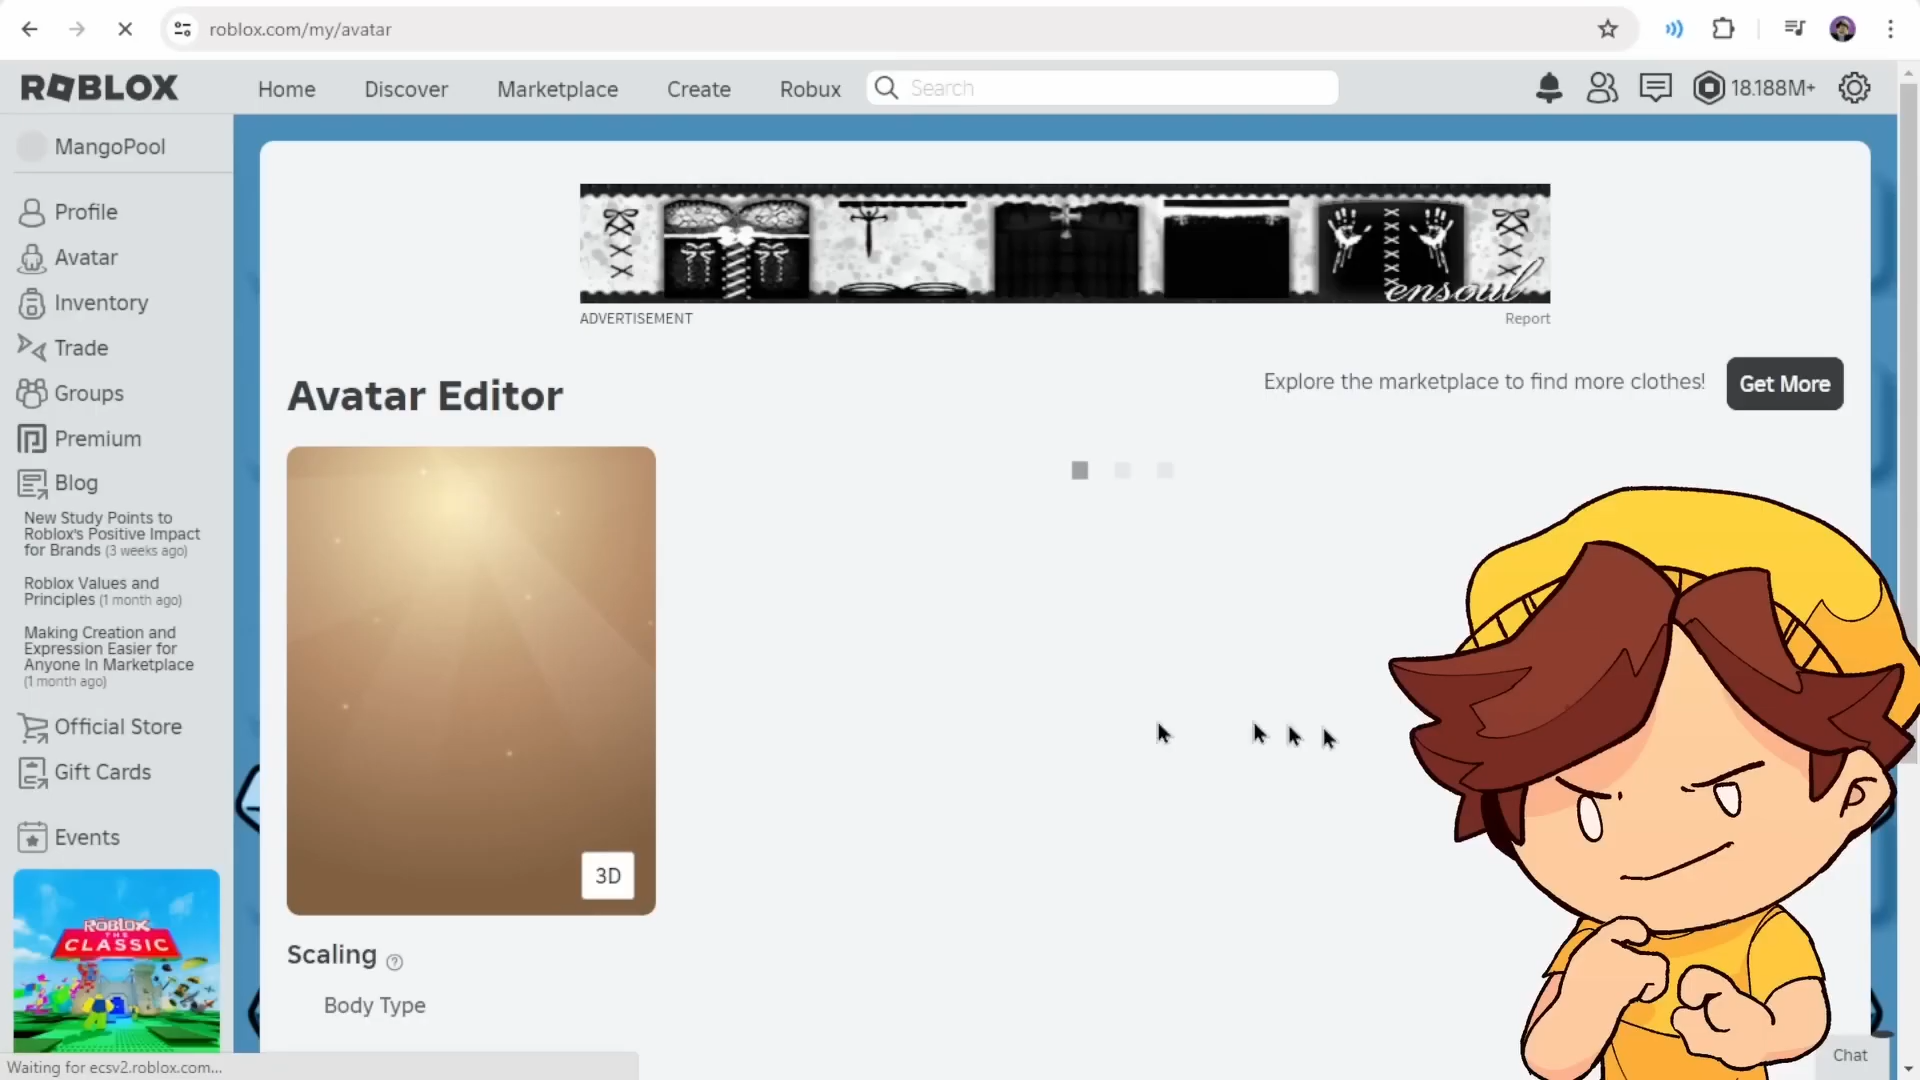 roblox.com/my/avatar
ROBLOX
Home
Discover
Marketplace
Create
Robux
Search
18.188M+
MangoPool
Profile
Avatar
Inventory
Trade
Groups
Premium
Blog
New Study Points to
Roblox's Positive Impact
for Brands (3 weeks ago)
Roblox Values and
Principles (1 month ago)
Making Creation and
Expression Easier for
Anyone In Marketplace
(1 month ago)
Official Store
Gift Cards
Events
ROBLOX
THE
CLASSIC
ensoul
ADVERTISEMENT
Report
Avatar Editor
Explore the marketplace to find more clothes!
Get More
3D
Scaling
Body Type
Chat
Waiting for ecsv2.roblox.com...